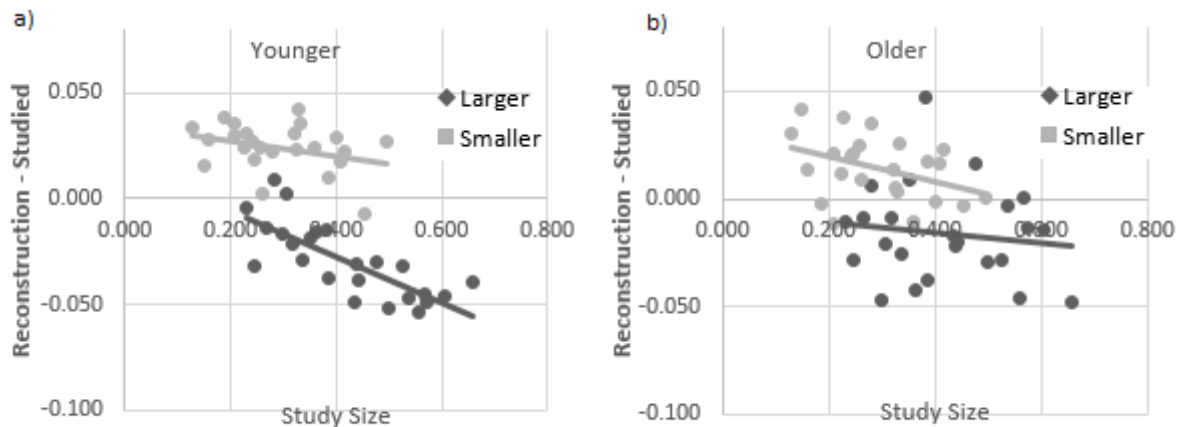 a)
Younger
Reconstruction - Studied
0.050
0.000
-0.050
-0.100
0.000
0.200
0.400
0.600
0.800
Larger
Smaller
Study Size
b)
Older
Reconstruction - Studied
0.050
0.000
-0.050
-0.100
0.000
0.200
0.400
0.600
0.800
Larger
Smaller
Study Size